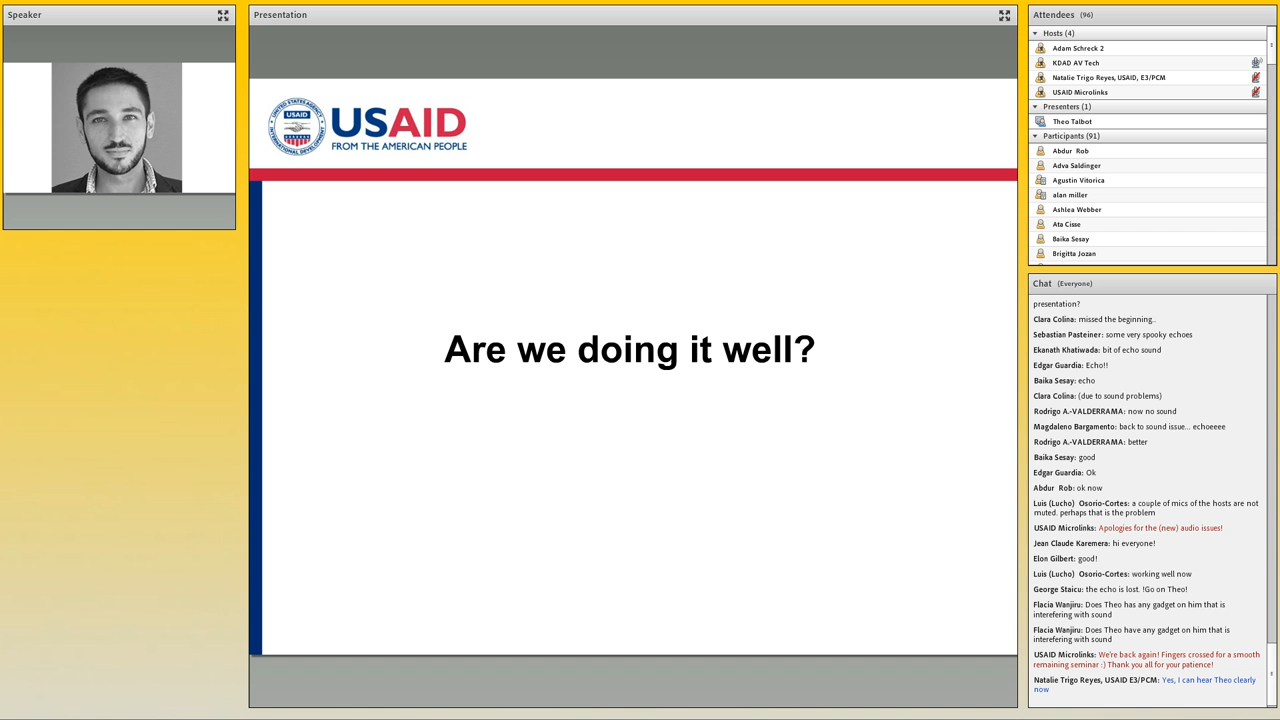 Speaker
Presentation
UNITED STATES AGENCY
USAID
INTERNATIONAL DEVELOPMENT
USAID
FROM THE AMERICAN PEOPLE
Are we doing it well?
Attendees (96)
Hosts (4)
Adam Schreck 2
KDAD AV Tech
Natalie Trigo Reyes, USAID, E3/PCM
USAID Microlinks
Presenters (1)
Theo Talbot
Participants (91)
Abdur Rob
Adva Saldinger
Agustin Vitorica
alan miller
Ashlea Webber
Ata Cisse
Baika Sesay
Brigitta Jozan
Chat (Everyone)
presentation?
Clara Colina: missed the beginning..
Sebastian Pasteiner: some very spooky echoes
Ekanath Khatiwada: bit of echo sound
Edgar Guardia: Echo!!
Baika Sesay: echo
Clara Colina: (due to sound problems)
Rodrigo A.-VALDERRAMA: now no sound
Magdaleno Bargamento: back to sound issue... echoeeee
Rodrigo A.-VALDERRAMA: better
Baika Sesay: good
Edgar Guardia: Ok
Abdur Rob: ok now
Luis (Lucho) Osorio-Cortes: a couple of mics of the hosts are not
muted. perhaps that is the problem
USAID Microlinks: Apologies for the (new) audio issues!
Jean Claude Karemera: hi everyone!
Elon Gilbert: good!
Luis (Lucho) Osorio-Cortes: working well now
George Staicu: the echo is lost. !Go on Theo!
Flacia Wanjiru: Does Theo has any gadget on him that is
interefering with sound
Flacia Wanjiru: Does Theo have any gadget on him that is
interefering with sound
USAID Microlinks: We're back again! Fingers crossed for a smooth
remaining seminar :) Thank you all for your patience!
Natalie Trigo Reyes, USAID E3/PCM: Yes, I can hear Theo clearly
now